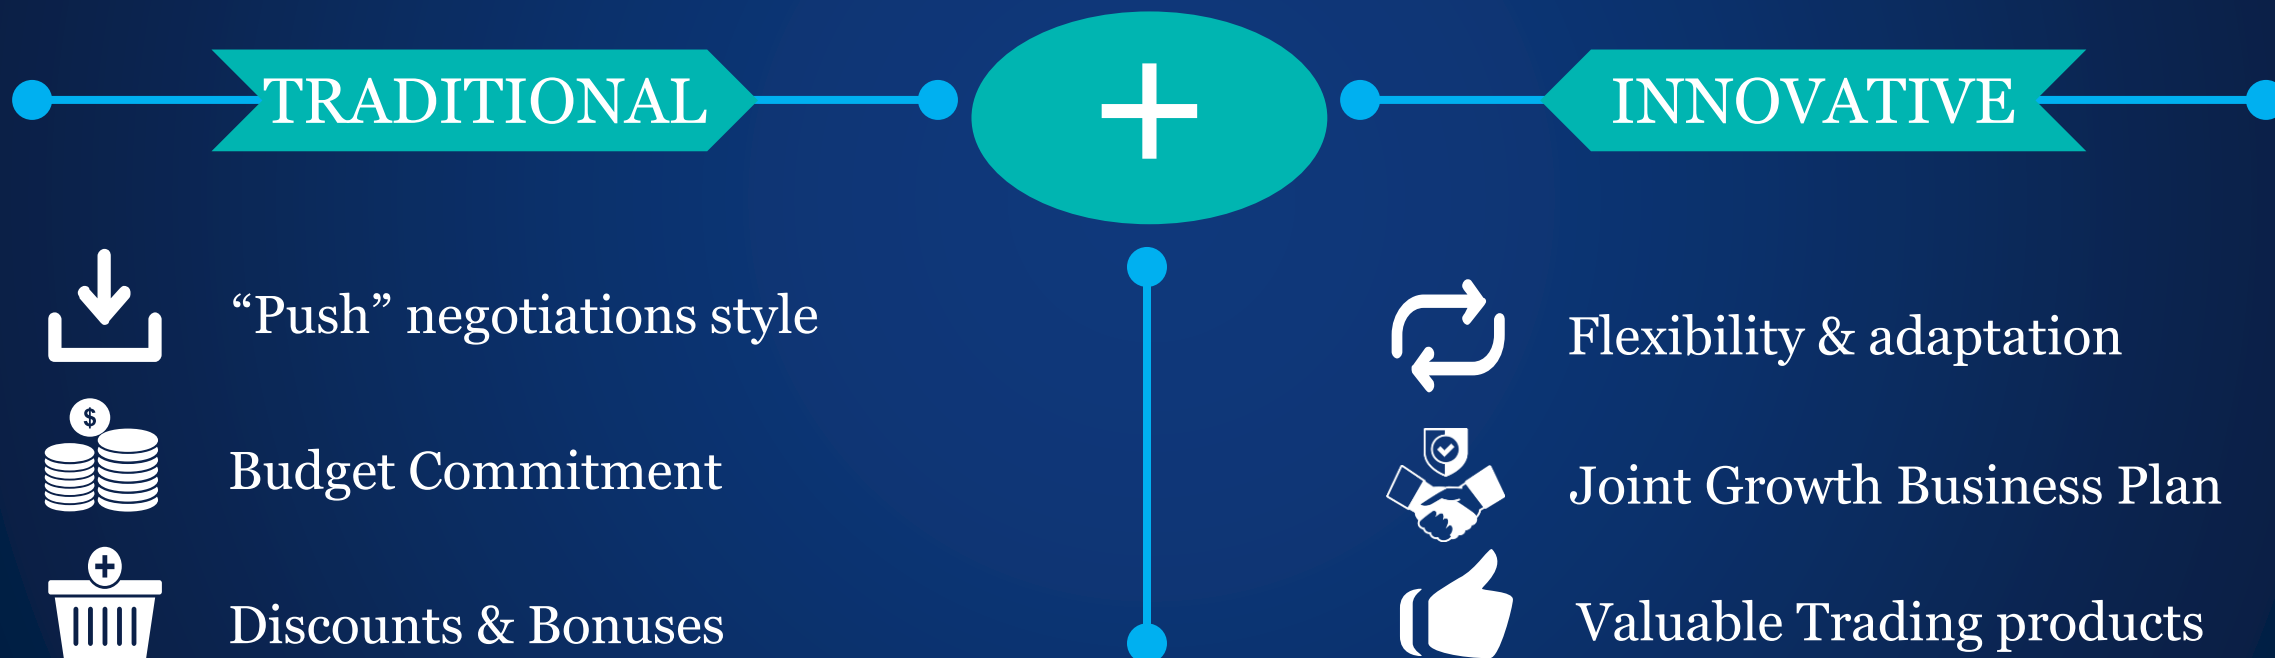 TRADITIONAL
+
INNOVATIVE
“Push” negotiations style
$
Budget Commitment
Discounts & Bonuses
Flexibility & adaptation
Joint Growth Business Plan
Valuable Trading products